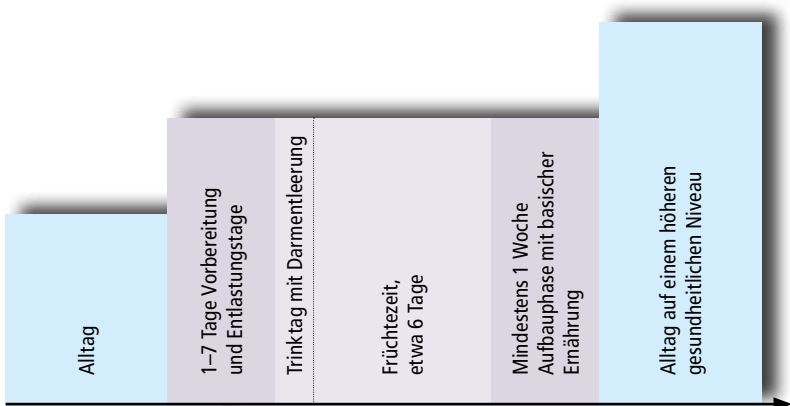 Alltag
1–7 Tage Vorbereitung
und Entlastungstage
Trinktag mit Darmentleerung
Früchtezeit,
etwa 6 Tage
Mindestens 1 Woche
Aufbauphase mit basischer
Ernährung
Alltag auf einem höheren
gesundheitlichen Niveau